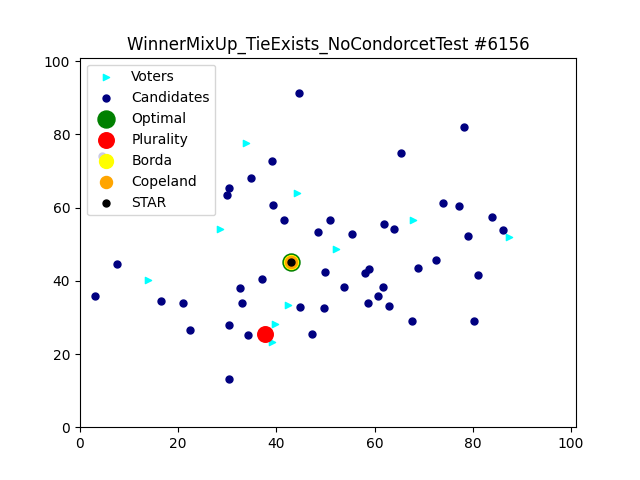 WinnerMixUp_TieExists_NoCondorcetTest #6156
100
80
60
40
20
0
Voters
Candidates
Optimal
Plurality
Borda
Copeland
STAR
0 20 40 60 80 100